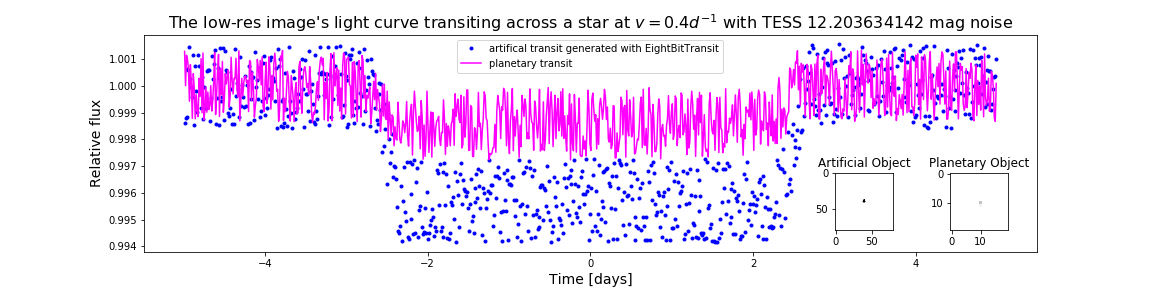 The low-res image's light curve transiting across a star at v = 0.4d⁻¹ with TESS 12.203634142 mag noise
artifical transit generated with EightBitTransit
planetary transit
Relative flux
1.001
1.000
0.999
0.998
0.997
0.996
0.995
0.994
Artificial Object
0
50
0 50
Planetary Object
0
10
0 10
−4 −2 0 2 4
Time [days]